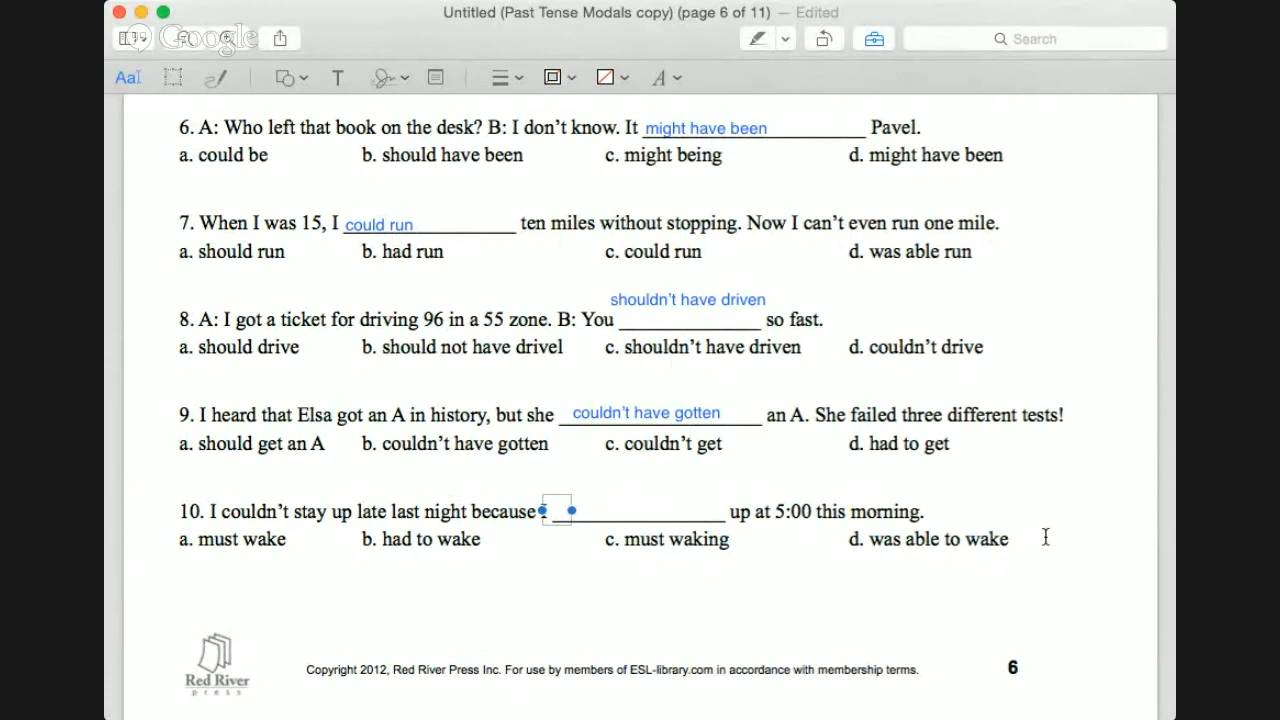 Untitled (Past Tense Modals copy) (page 6 of 11) — Edited
Google
Search
Aa
T
A
6. A: Who left that book on the desk? B: I don't know. It might have been Pavel.
a. could be b. should have been c. might being d. might have been
7. When I was 15, I could run ten miles without stopping. Now I can't even run one mile.
a. should run b. had run c. could run d. was able run
shouldn't have driven
8. A: I got a ticket for driving 96 in a 55 zone. B: You ______________ so fast.
a. should drive b. should not have drivel c. shouldn't have driven d. couldn't drive
9. I heard that Elsa got an A in history, but she couldn't have gotten an A. She failed three different tests!
a. should get an A b. couldn't have gotten c. couldn't get d. had to get
10. I couldn't stay up late last night because I _________________ up at 5:00 this morning.
a. must wake b. had to wake c. must waking d. was able to wake
Red River
press
Copyright 2012, Red River Press Inc. For use by members of ESL-library.com in accordance with membership terms.
6